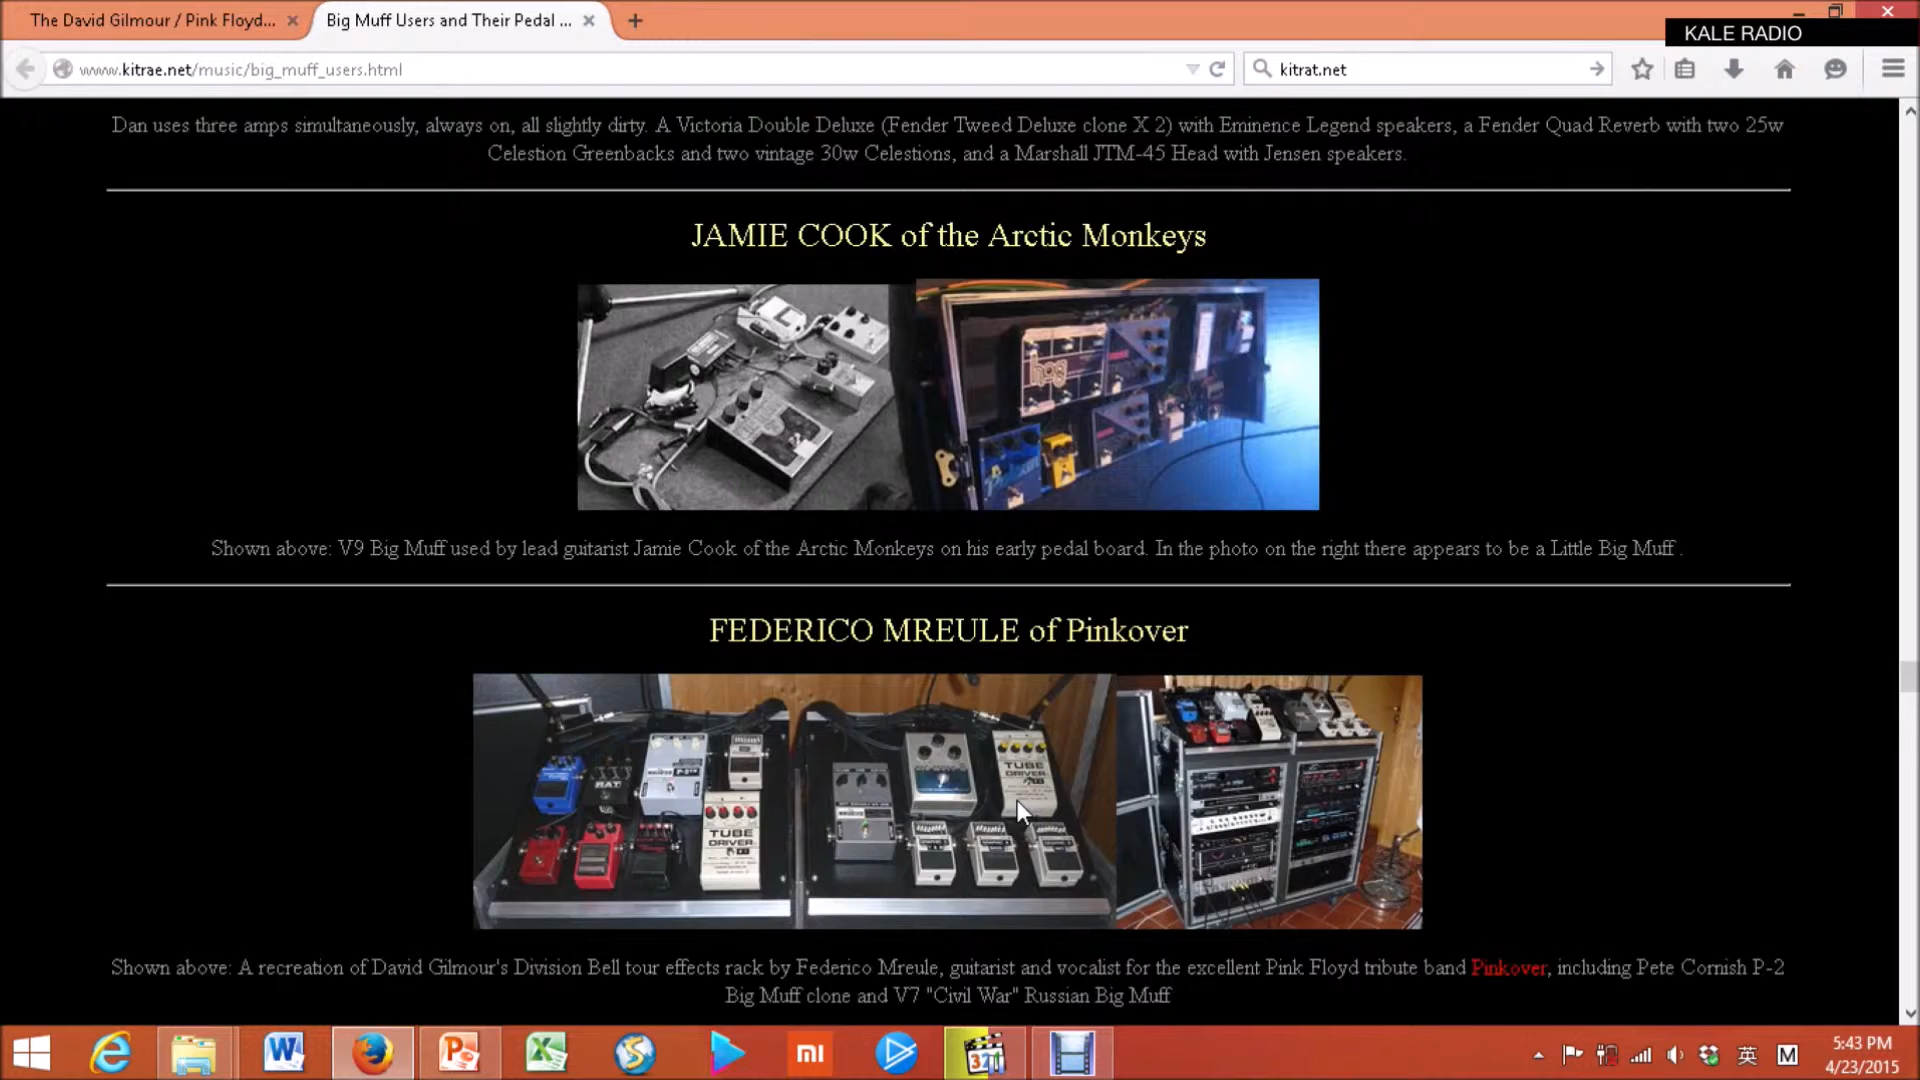 The David Gilmour / Pink Floyd...
Big Muff Users and Their Pedal ...
KALE RADIO
www.kitrae.net/music/big_muff_users.html
kitrat.net
Dan uses three amps simultaneously, always on, all slightly dirty. A Victoria Double Deluxe (Fender Tweed Deluxe clone X 2) with Eminence Legend speakers, a Fender Quad Reverb with two 25w
Celestion Greenbacks and two vintage 30w Celestions, and a Marshall JTM-45 Head with Jensen speakers.
JAMIE COOK of the Arctic Monkeys
hog
Shown above: V9 Big Muff used by lead guitarist Jamie Cook of the Arctic Monkeys on his early pedal board. In the photo on the right there appears to be a Little Big Muff .
FEDERICO MREULE of Pinkover
RAT
TUBE
DRIVER
TUBE
DRIVER
Shown above: A recreation of David Gilmour's Division Bell tour effects rack by Federico Mreule, guitarist and vocalist for the excellent Pink Floyd tribute band Pinkover, including Pete Cornish P-2
Big Muff clone and V7 "Civil War" Russian Big Muff
mi
321
英
M
5:43 PM
4/23/2015